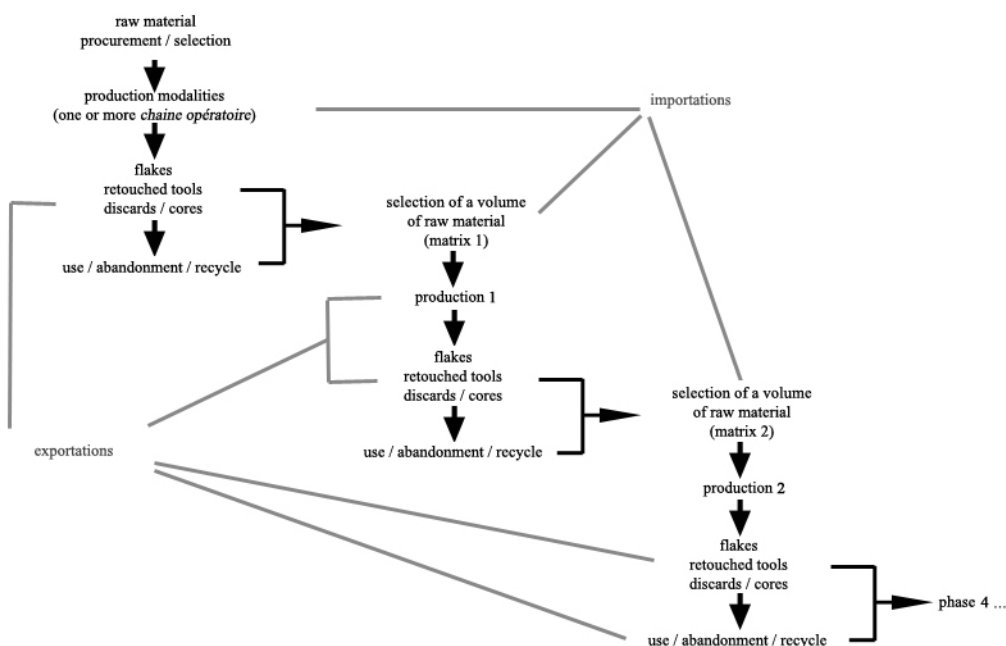 raw material
procurement / selection
production modalities
(one or more chaine opératoire)
flakes
retouched tools
discards / cores
use / abandonment / recycle
importations
selection of a volume
of raw material
(matrix 1)
production 1
flakes
retouched tools
discards / cores
use / abandonment / recycle
exportations
selection of a volume
of raw material
(matrix 2)
production 2
flakes
retouched tools
discards / cores
use / abandonment / recycle
phase 4 ...